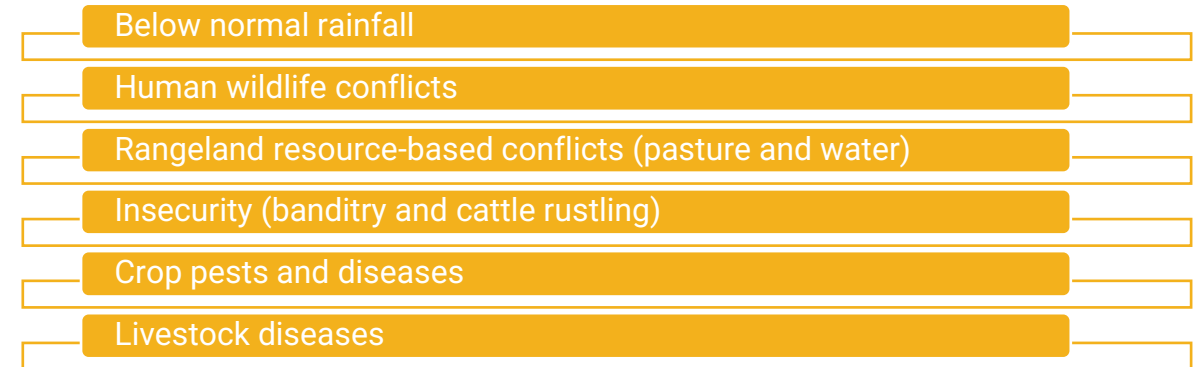 Below normal rainfall
Human wildlife conflicts
Rangeland resource-based conflicts (pasture and water)
Insecurity (banditry and cattle rustling)
Crop pests and diseases
Livestock diseases